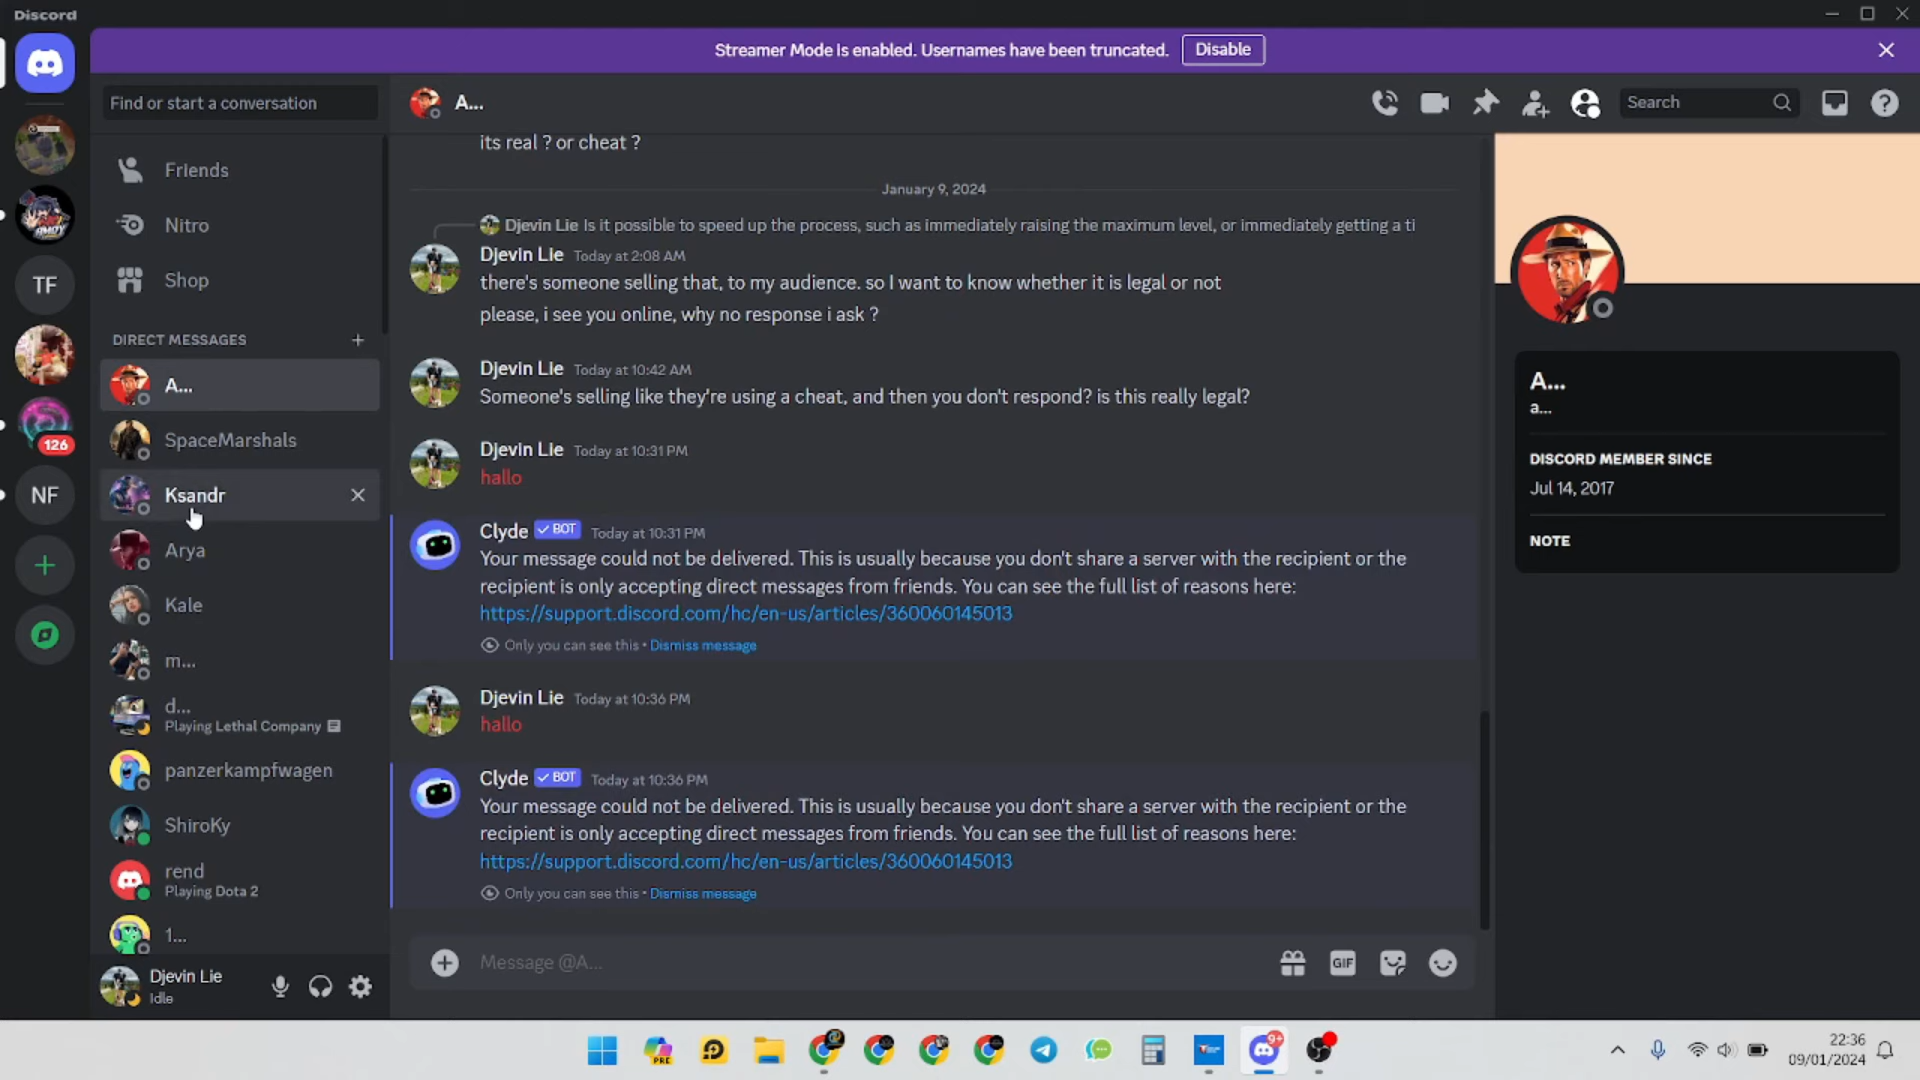 Discord
Streamer Mode is enabled. Usernames have been truncated.
Disable
Find or start a conversation
A...
Search
Friends
Nitro
Shop
TF
126
NF
DIRECT MESSAGES
A...
SpaceMarshals
Ksandr
Arya
Kale
m...
d...
Playing Lethal Company
panzerkampfwagen
ShiroKy
rend
Playing Dota 2
1...
Djevin Lie
Idle
its real ? or cheat ?
January 9, 2024
Djevin Lie Is it possible to speed up the process, such as immediately raising the maximum level, or immediately getting a ti
Djevin Lie Today at 2:08 AM
there's someone selling that, to my audience. so I want to know whether it is legal or not
please, i see you online, why no response i ask ?
Djevin Lie Today at 10:42 AM
Someone's selling like they're using a cheat, and then you don't respond? is this really legal?
Djevin Lie Today at 10:31 PM
hallo
Clyde BOT Today at 10:31 PM
Your message could not be delivered. This is usually because you don't share a server with the recipient or the
recipient is only accepting direct messages from friends. You can see the full list of reasons here:
https://support.discord.com/hc/en-us/articles/360060145013
Only you can see this • Dismiss message
Djevin Lie Today at 10:36 PM
hallo
Clyde BOT Today at 10:36 PM
Your message could not be delivered. This is usually because you don't share a server with the recipient or the
recipient is only accepting direct messages from friends. You can see the full list of reasons here:
https://support.discord.com/hc/en-us/articles/360060145013
Only you can see this • Dismiss message
Message @A...
GIF
A...
a...
DISCORD MEMBER SINCE
Jul 14, 2017
NOTE
PRE
9+
22:36
09/01/2024